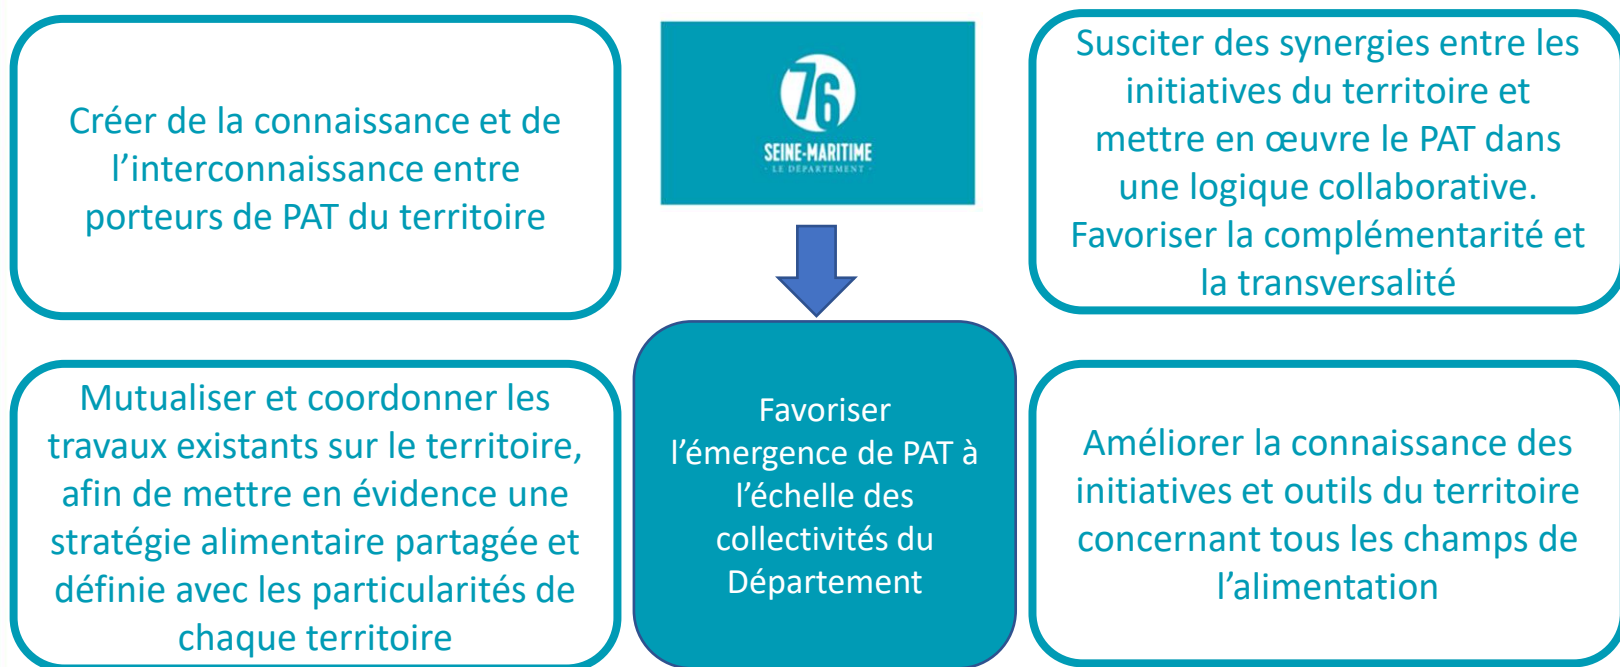 Créer de la connaissance et de
l’interconnaissance entre
porteurs de PAT du territoire
76
SEINE-MARITIME
- LE DÉPARTEMENT -
Susciter des synergies entre les
initiatives du territoire et
mettre en œuvre le PAT dans
une logique collaborative.
Favoriser la complémentarité et
la transversalité
Mutualiser et coordonner les
travaux existants sur le territoire,
afin de mettre en évidence une
stratégie alimentaire partagée et
définie avec les particularités de
chaque territoire
Favoriser
l’émergence de PAT à
l’échelle des
collectivités du
Département
Améliorer la connaissance des
initiatives et outils du territoire
concernant tous les champs de
l’alimentation